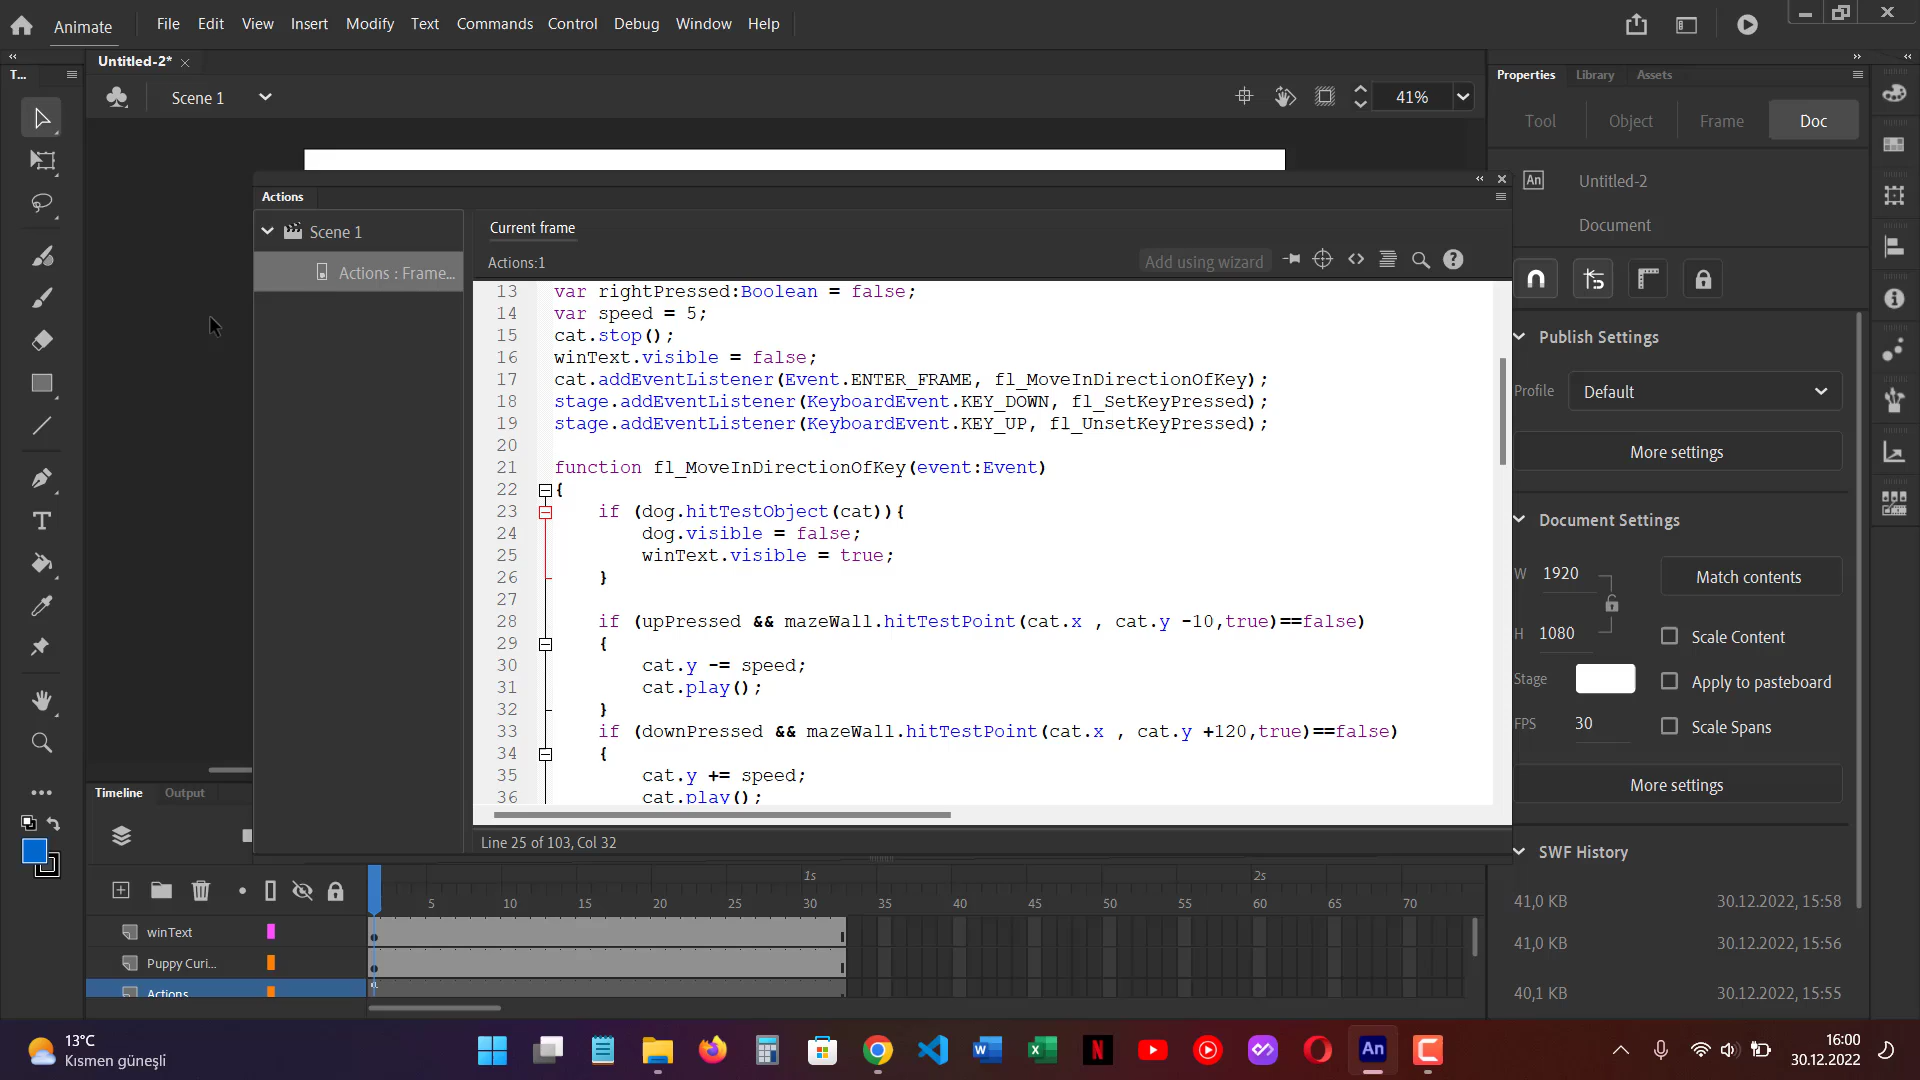 Animate
File Edit View Insert Modify Text Commands Control Debug Window Help
Untitled-2*
T...
Scene 1
41%
Properties Library Assets
Tool Object Frame Doc
An Untitled-2
Document
Actions
Scene 1
Actions : Frame...
Current frame
Actions:1
Add using wizard
13 var rightPressed:Boolean = false;
14 var speed = 5;
15 cat.stop();
16 winText.visible = false;
17 cat.addEventListener(Event.ENTER_FRAME, fl_MoveInDirectionOfKey);
18 stage.addEventListener(KeyboardEvent.KEY_DOWN, fl_SetKeyPressed);
19 stage.addEventListener(KeyboardEvent.KEY_UP, fl_UnsetKeyPressed);
20
21 function fl_MoveInDirectionOfKey(event:Event)
22 {
23 if (dog.hitTestObject(cat)){
24 dog.visible = false;
25 winText.visible = true;
26 }
27
28 if (upPressed && mazeWall.hitTestPoint(cat.x , cat.y -10,true)==false)
29 {
30 cat.y -= speed;
31 cat.play();
32 }
33 if (downPressed && mazeWall.hitTestPoint(cat.x , cat.y +120,true)==false)
34 {
35 cat.y += speed;
36 cat.play();
Line 25 of 103, Col 32
Publish Settings
Profile Default
More settings
Document Settings
W 1920
Match contents
H 1080
Scale Content
Stage
Apply to pasteboard
FPS 30
Scale Spans
More settings
SWF History
41,0 KB 30.12.2022, 15:58
41,0 KB 30.12.2022, 15:56
40,1 KB 30.12.2022, 15:55
Timeline Output
1s 2s
5 10 15 20 25 30 35 40 45 50 55 60 65 70
winText
Puppy Curi...
Actions
13°C
Kısmen güneşli
An
16:00
30.12.2022